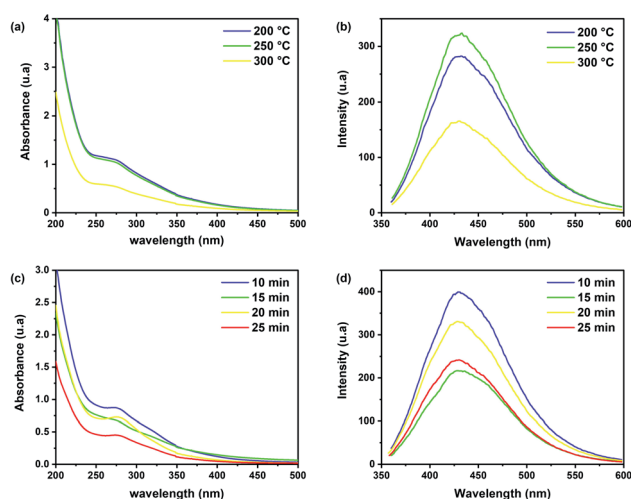 (a)
200 °C
250 °C
300 °C
Absorbance (u.a)
4
3
2
1
0
200 250 300 350 400 450 500
wavelength (nm)
(b)
200 °C
250 °C
300 °C
Intensity (u.a)
300
250
200
150
100
50
0
350 400 450 500 550 600
Wavelength (nm)
(c)
10 min
15 min
20 min
25 min
Absorbance (u.a)
3.0
2.5
2.0
1.5
1.0
0.5
0.0
200 250 300 350 400 450 500
wavelength (nm)
(d)
10 min
15 min
20 min
25 min
Intensity (u.a)
400
300
200
100
0
350 400 450 500 550 600
Wavelength (nm)